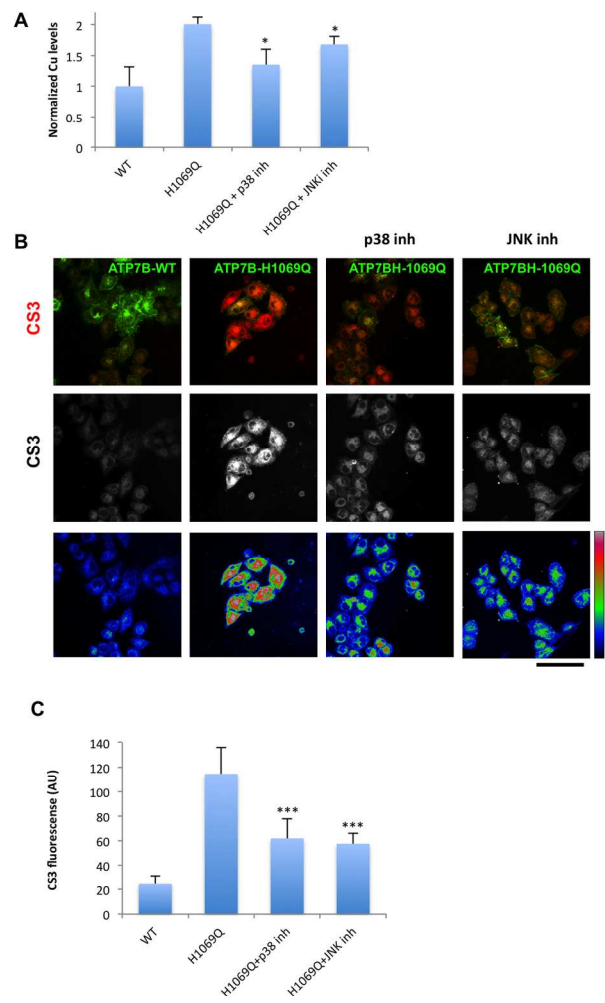 A
Normalized Cu levels
2
1.5
1
0.5
0
*
*
WT
H1069Q
H1069Q + p38 inh
H1069Q + JNKi inh
B
p38 inh
JNK inh
ATP7B-WT
ATP7B-H1069Q
ATP7BH-1069Q
ATP7BH-1069Q
CS3
CS3
C
CS3 fluorescense (AU)
140
120
100
80
60
40
20
0
***
***
WT
H1069Q
H1069Q+p38 inh
H1069Q+JNK inh